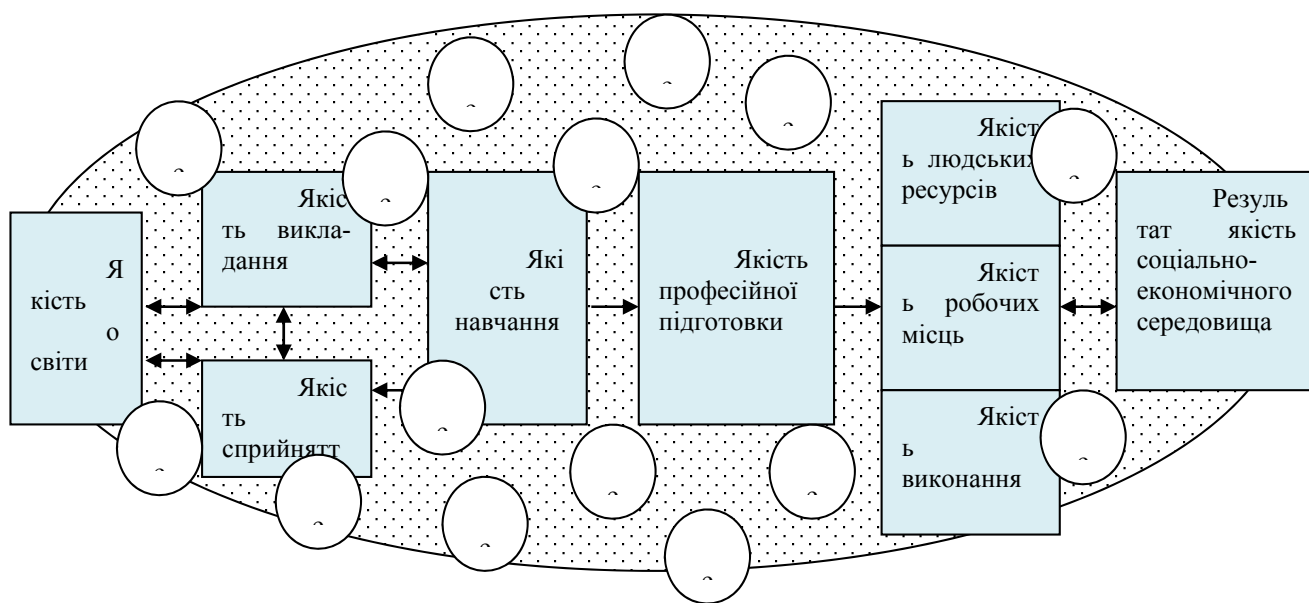 Я
кість
о
світи
Якіс
ть викла-
дання
Якіс
ть
сприйнятт
Які
сть
навчання
Якість
професійної
підготовки
Якіст
ь людських
ресурсів
Якіст
ь робочих
місць
Якіст
ь
виконання
Резуль
тат якість
соціально-
економічного
середовища